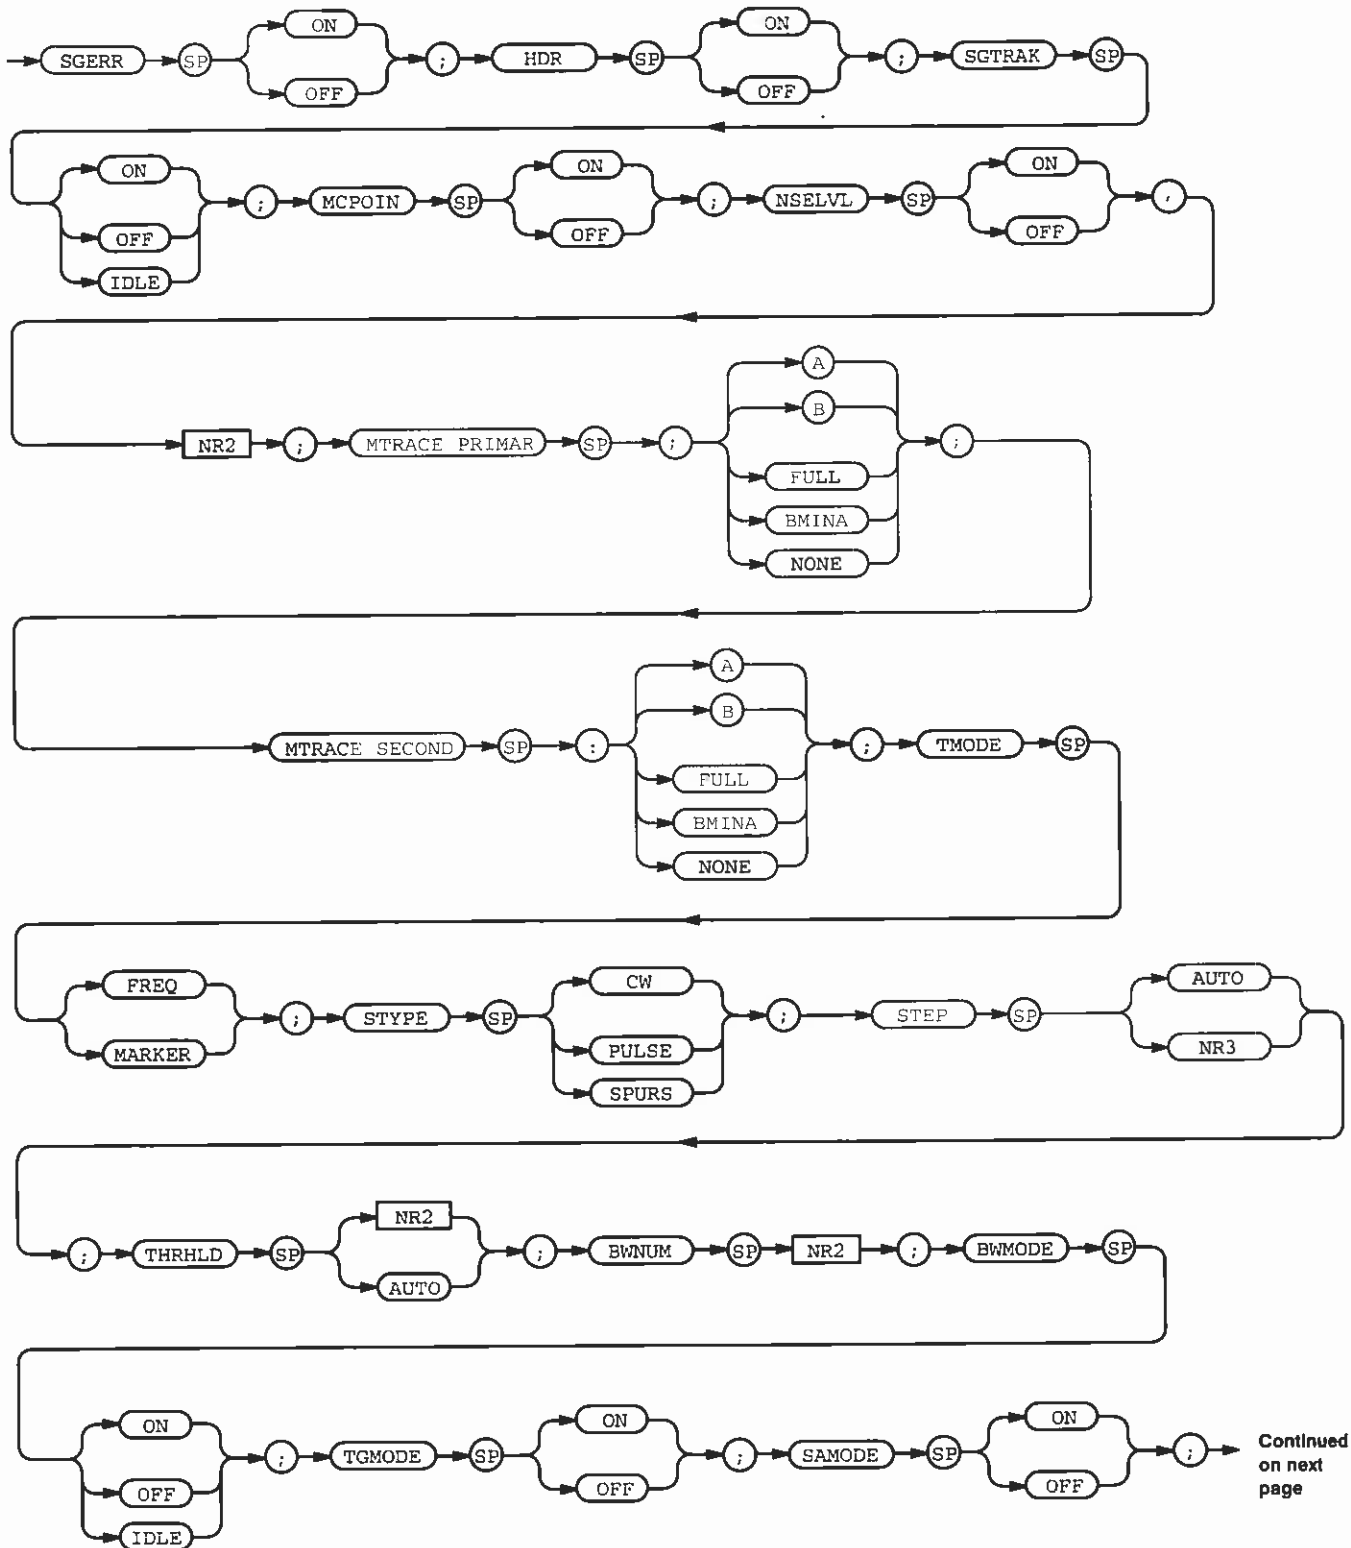 ON ON
SGERR SP ; HDR SP ; SGTRAK SP
OFF OFF
ON ON ON
; MCPOIN SP ; NSELVL SP ,
OFF OFF OFF
IDLE
A
B
NR2 ; MTRACE PRIMAR SP ; ;
FULL
BMINA
NONE
A
B
MTRACE SECOND SP : ; TMODE SP
FULL
BMINA
NONE
FREQ CW AUTO
; STYPE SP ; STEP SP
MARKER PULSE NR3
SPURS
NR2
; THRHLD SP ; BWNUM SP NR2 ; BWMODE SP
AUTO
ON ON ON
; TGMODE SP ; SAMODE SP ; Continued
on next
page
OFF OFF OFF
IDLE